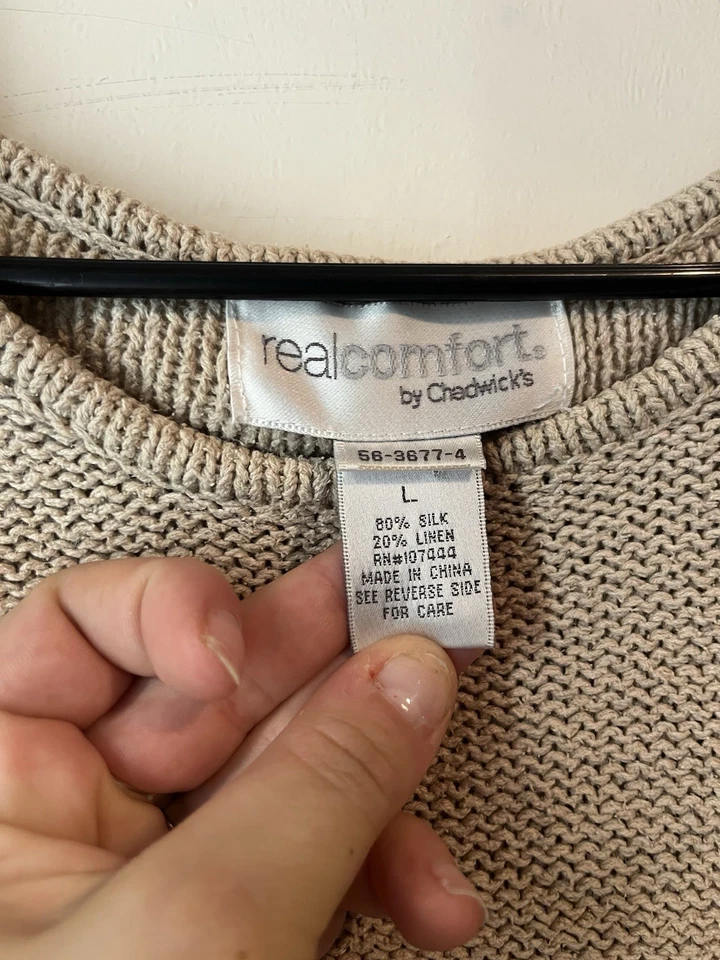 realcomfort®
by Chadwick's
56-3677-4
L
80% SILK
20% LINEN
RN#107444
MADE IN CHINA
SEE REVERSE SIDE
FOR CARE